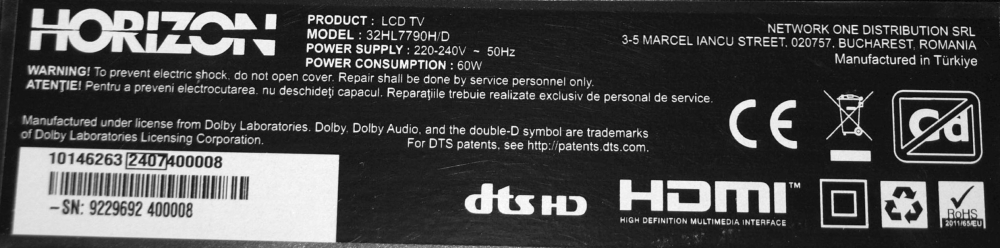 HORIZON
PRODUCT : LCD TV
MODEL : 32HL7790H/D
POWER SUPPLY : 220-240V ~ 50Hz
POWER CONSUMPTION : 60W
NETWORK ONE DISTRIBUTION SRL
3-5 MARCEL IANCU STREET, 020757, BUCHAREST, ROMANIA
Manufactured in Türkiye
WARNING! To prevent electric shock, do not open cover. Repair shall be done by service personnel only.
ATENŢIE! Pentru a preveni electrocutarea, nu deschideţi capacul. Reparaţiile trebuie realizate exclusiv de personal de service.
Manufactured under license from Dolby Laboratories. Dolby, Dolby Audio, and the double-D symbol are trademarks
of Dolby Laboratories Licensing Corporation.
For DTS patents, see http://patents.dts.com.
CE
Cd
10146263 2407400008
-SN: 9229692 400008
dts HD
HDMI™
HIGH DEFINITION MULTIMEDIA INTERFACE
RoHS
2011/65/EU